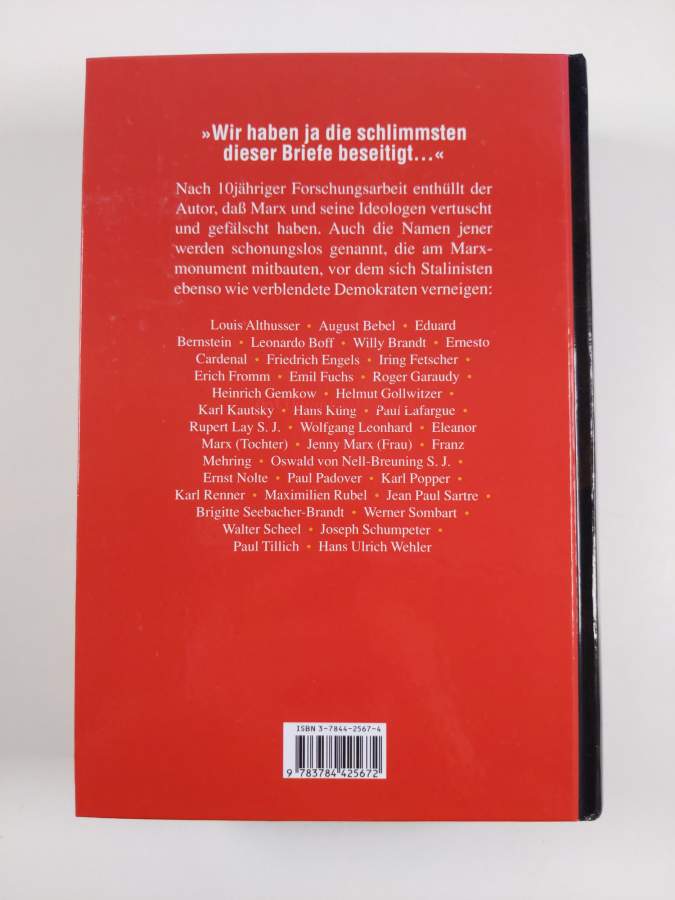 »Wir haben ja die schlimmsten
dieser Briefe beseitigt...«
Nach 10jähriger Forschungsarbeit enthüllt der
Autor, daß Marx und seine Ideologen vertuscht
und gefälscht haben. Auch die Namen jener
werden schonungslos genannt, die am Marx-
monument mitbauten, vor dem sich Stalinisten
ebenso wie verblendete Demokraten verneigen:
Louis Althusser • August Bebel • Eduard
Bernstein • Leonardo Boff • Willy Brandt • Ernesto
Cardenal • Friedrich Engels • Iring Fetscher •
Erich Fromm • Emil Fuchs • Roger Garaudy •
Heinrich Gemkow • Helmut Gollwitzer •
Karl Kautsky • Hans Küng • Paul Lafargue •
Rupert Lay S. J. • Wolfgang Leonhard • Eleanor
Marx (Tochter) • Jenny Marx (Frau) • Franz
Mehring • Oswald von Nell-Breuning S. J. •
Ernst Nolte • Paul Padover • Karl Popper •
Karl Renner • Maximilien Rubel • Jean Paul Sartre •
Brigitte Seebacher-Brandt • Werner Sombart •
Walter Scheel • Joseph Schumpeter •
Paul Tillich • Hans Ulrich Wehler
ISBN 3-7844-2567-4
9 783784 425672